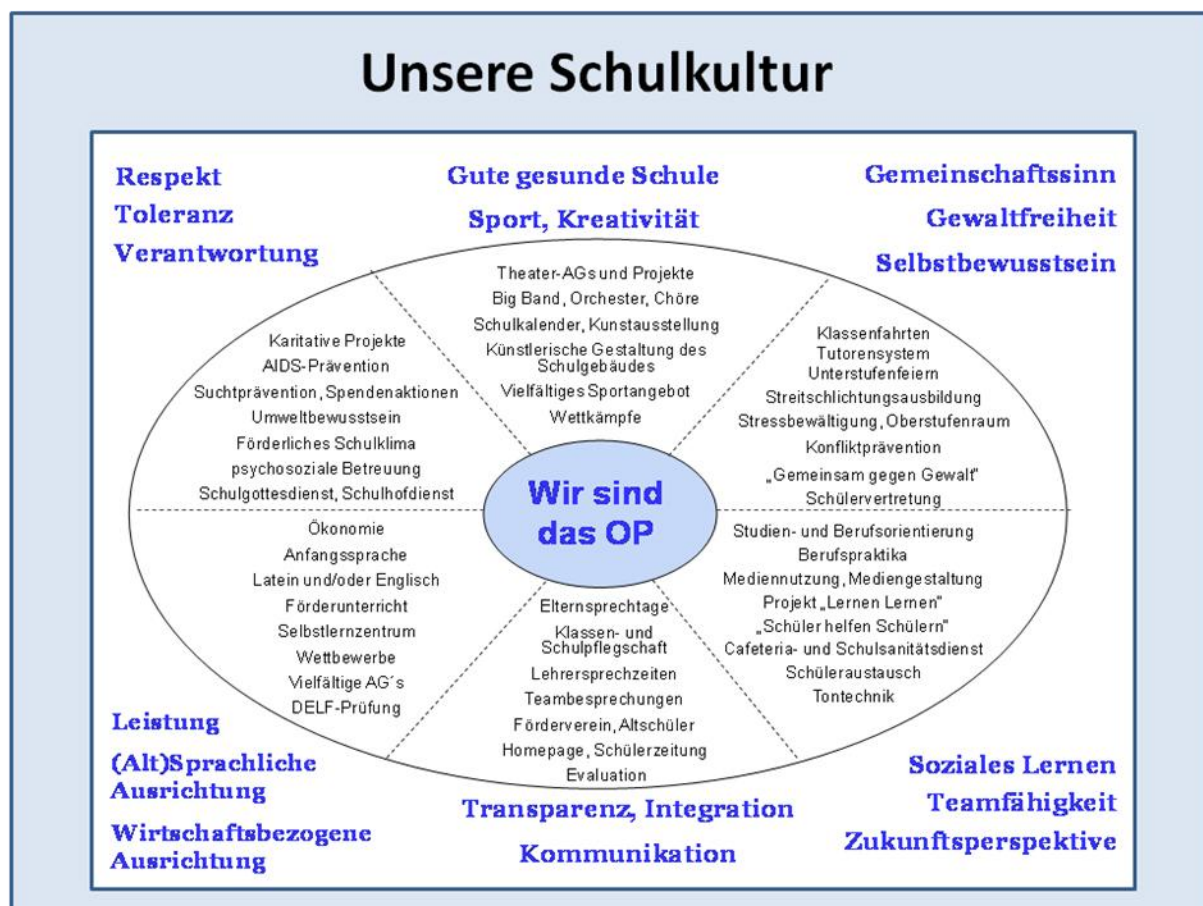 Unsere Schulkultur
Respekt
Toleranz
Verantwortung
Gute gesunde Schule
Sport, Kreativität
Gemeinschaftssinn
Gewaltfreiheit
Selbstbewusstsein
Theater-AGs und Projekte
Big Band, Orchester, Chöre
Schulkalender, Kunstausstellung
Künstlerische Gestaltung des
Schulgebäudes
Vielfältiges Sportangebot
Wettkämpfe
Karitative Projekte
AIDS-Prävention
Suchtprävention, Spendenaktionen
Umweltbewusstsein
Förderliches Schulklima
psychosoziale Betreuung
Schulgottesdienst, Schulhofdienst
Klassenfahrten
Tutorensystem
Unterstufenfeiern
Streitschlichtungsausbildung
Stressbewältigung, Oberstufenraum
Konfliktprävention
„Gemeinsam gegen Gewalt"
Schülervertretung
Wir sind
das OP
Ökonomie
Anfangssprache
Latein und/oder Englisch
Förderunterricht
Selbstlernzentrum
Wettbewerbe
Vielfältige AG´s
DELF-Prüfung
Elternsprechtage
Klassen- und
Schulpflegschaft
Lehrersprechzeiten
Teambesprechungen
Förderverein, Altschüler
Homepage, Schülerzeitung
Evaluation
Studien- und Berufsorientierung
Berufspraktika
Mediennutzung, Mediengestaltung
Projekt „Lernen Lernen"
„Schüler helfen Schülern"
Cafeteria- und Schulsanitätsdienst
Schüleraustausch
Tontechnik
Leistung
(Alt)Sprachliche
Ausrichtung
Wirtschaftsbezogene
Ausrichtung
Transparenz, Integration
Kommunikation
Soziales Lernen
Teamfähigkeit
Zukunftsperspektive